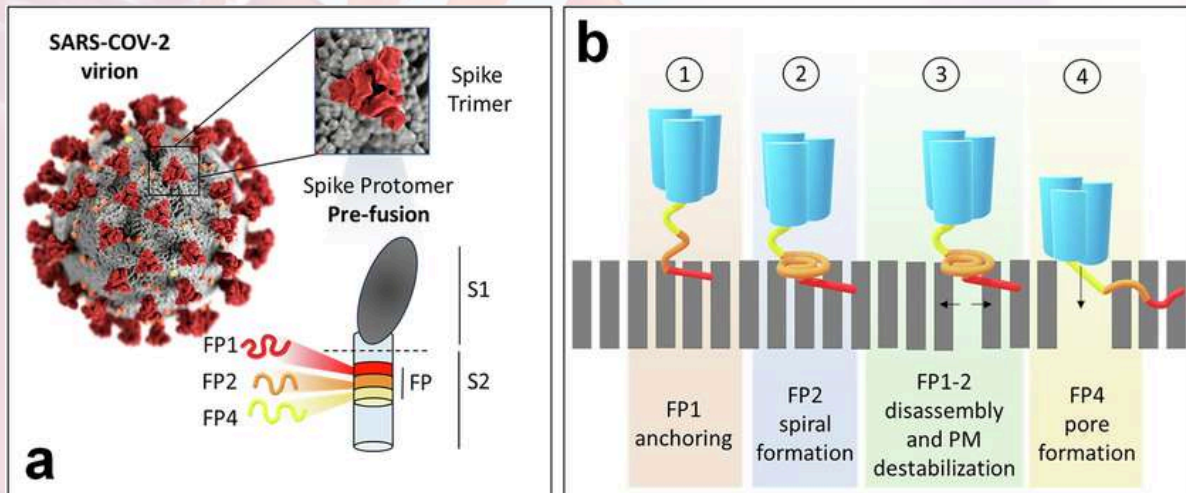 SARS-COV-2
virion
Spike
Trimer
Spike Protomer
Pre-fusion
S1
FP1
FP2
FP
S2
FP4
a
b
1
2
3
4
FP1
anchoring
FP2
spiral
formation
FP1-2
disassembly
and PM
destabilization
FP4
pore
formation